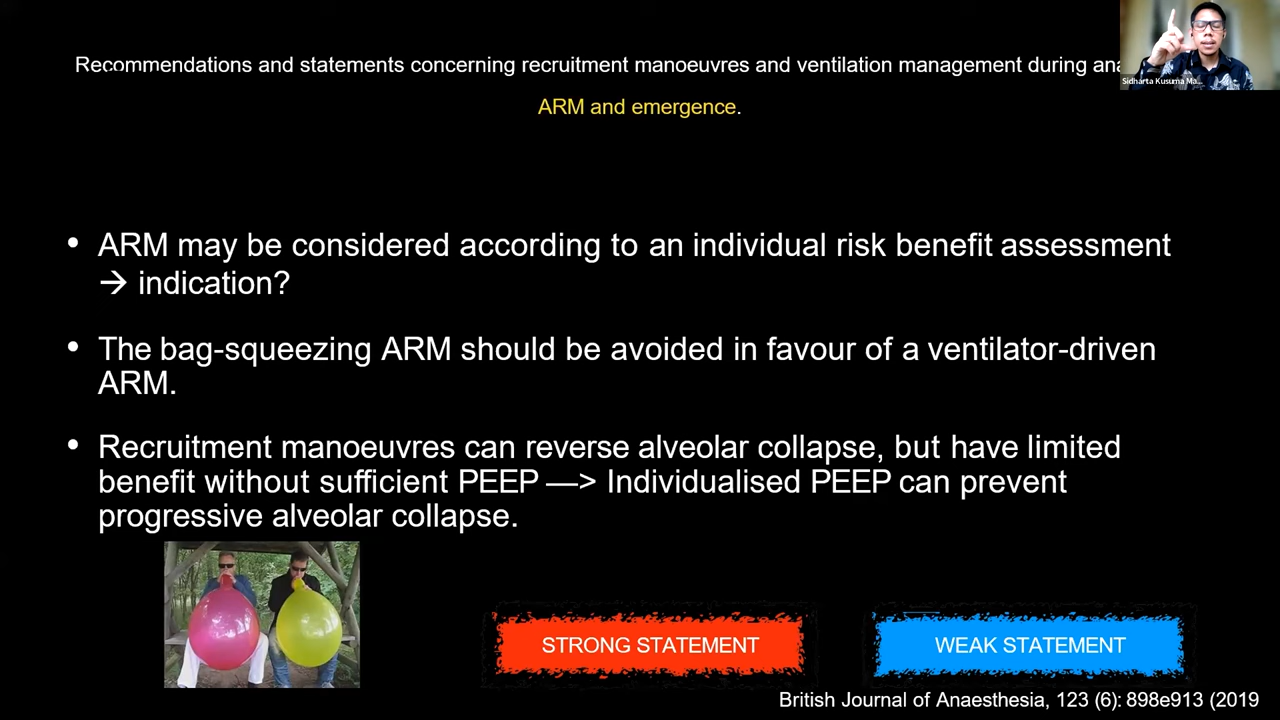 Recommendations and statements concerning recruitment manoeuvres and ventilation management during ana
Sidharta Kusuma Ma...
ARM and emergence.
• ARM may be considered according to an individual risk benefit assessment
→ indication?
• The bag-squeezing ARM should be avoided in favour of a ventilator-driven
ARM.
• Recruitment manoeuvres can reverse alveolar collapse, but have limited
benefit without sufficient PEEP —> Individualised PEEP can prevent
progressive alveolar collapse.
STRONG STATEMENT
WEAK STATEMENT
British Journal of Anaesthesia, 123 (6): 898e913 (2019